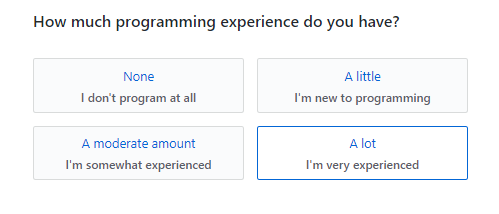 How much programming experience do you have?
None
I don't program at all
A little
I'm new to programming
A moderate amount
I'm somewhat experienced
A lot
I'm very experienced